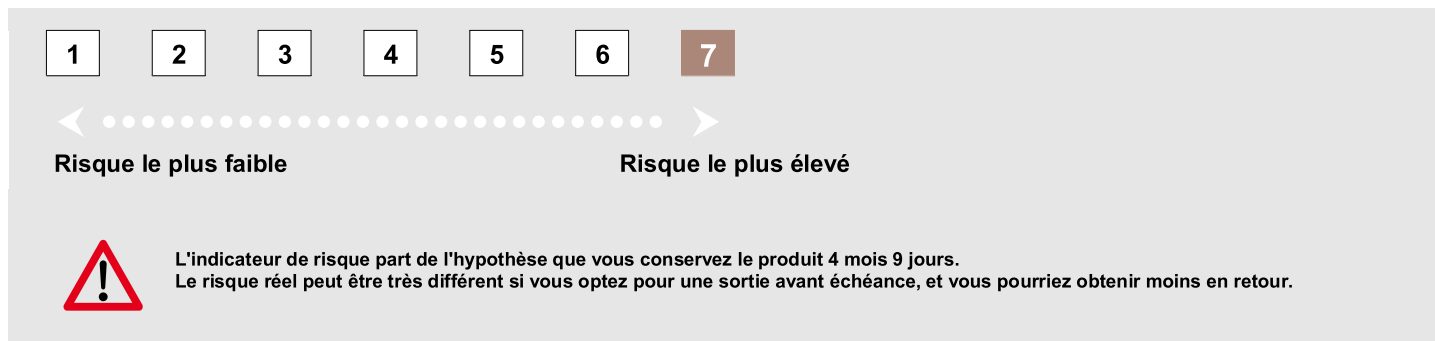 1 2 3 4 5 6 7
Risque le plus faible Risque le plus élevé
L'indicateur de risque part de l'hypothèse que vous conservez le produit 4 mois 9 jours.
Le risque réel peut être très différent si vous optez pour une sortie avant échéance, et vous pourriez obtenir moins en retour.